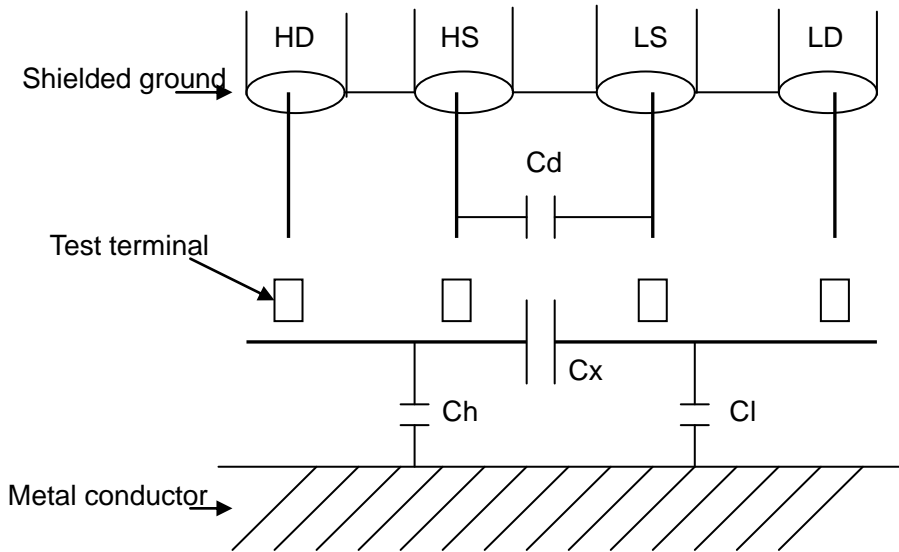 HD HS LS LD
Shielded ground
Cd
Test terminal
Cx
Ch Cl
Metal conductor